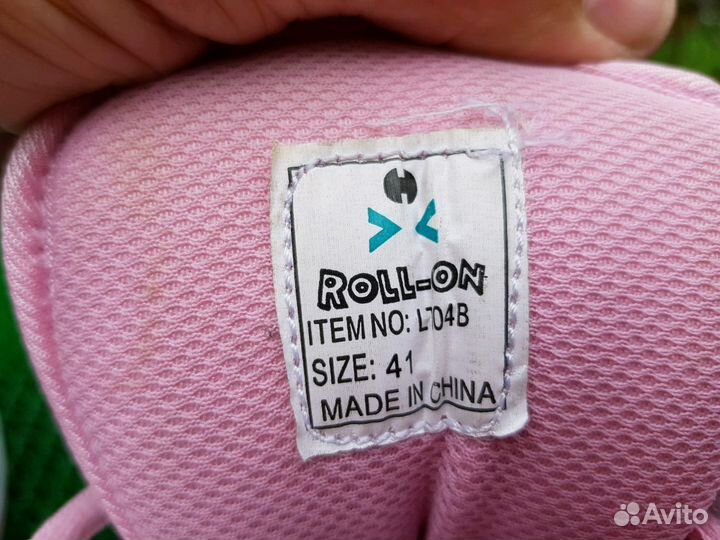 ROLL-ON
ITEM NO: L704B
SIZE: 41
MADE IN CHINA
Avito